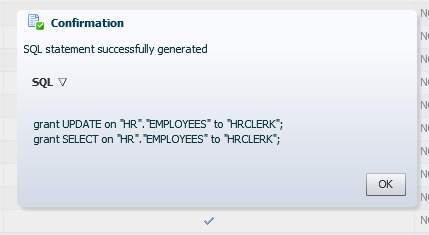 Confirmation
SQL statement successfully generated
SQL ▽
grant UPDATE on "HR"."EMPLOYEES" to "HRCLERK";
grant SELECT on "HR"."EMPLOYEES" to "HRCLERK";
OK